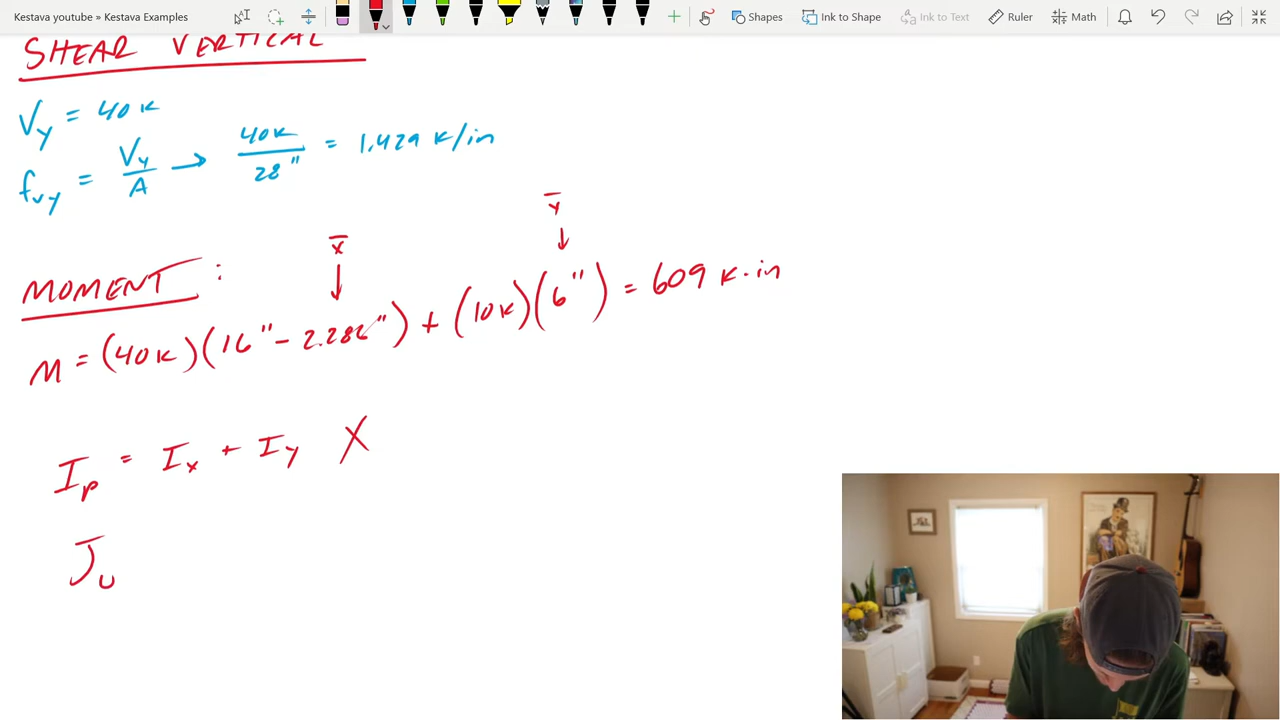 Kestava youtube » Kestava Examples
Shapes
Ink to Shape
Ink to Text
Ruler
Math
SHEAR VERTICAL
Vy = 40k
fvy = Vy/A → 40k/28" = 1.429 k/in
x̄
ȳ
MOMENT :
M = (40k)(16" - 2.286") + (10k)(6") = 609 k·in
Ip = Ix + Iy X
Ju